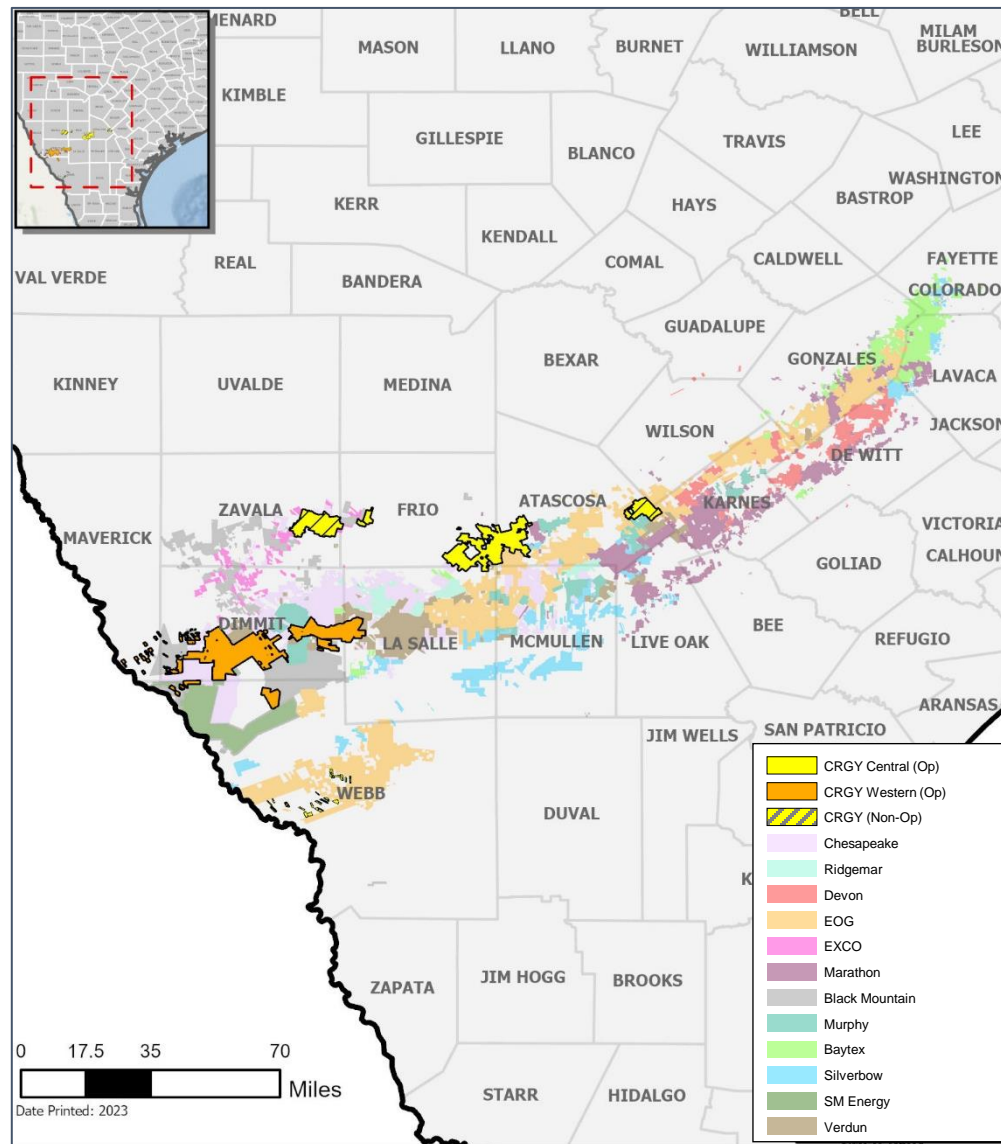 MENARD
MASON
LLANO
BURNET
BELL
WILLIAMSON
MILAM
BURLESON
KIMBLE
GILLESPIE
BLANCO
TRAVIS
LEE
WASHINGTON
BASTROP
KERR
KENDALL
HAYS
VAL VERDE
REAL
BANDERA
COMAL
CALDWELL
FAYETTE
COLORADO
GUADALUPE
BEXAR
GONZALES
LAVACA
KINNEY
UVALDE
MEDINA
WILSON
JACKSON
DE WITT
MAVERICK
ZAVALA
FRIO
ATASCOSA
KARNES
VICTORIA
CALHOUN
GOLIAD
DIMMIT
LA SALLE
MCMULLEN
LIVE OAK
BEE
REFUGIO
ARANSAS
SAN PATRICIO
JIM WELLS
WEBB
DUVAL
K
ZAPATA
JIM HOGG
BROOKS
STARR
HIDALGO
CRGY Central (Op)
CRGY Western (Op)
CRGY (Non-Op)
Chesapeake
Ridgemar
Devon
EOG
EXCO
Marathon
Black Mountain
Murphy
Baytex
Silverbow
SM Energy
Verdun
0 17.5 35 70
Miles
Date Printed: 2023